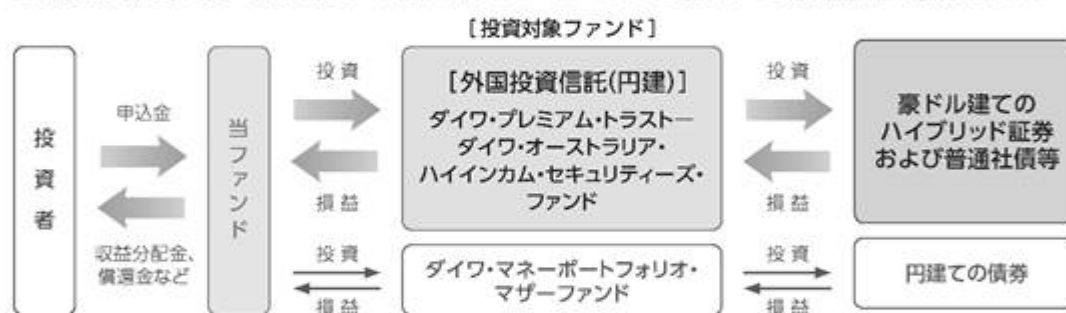 [投資対象ファンド]
投資者
申込金
収益分配金、
償還金など
当ファンド
投資
損益
投資
損益
[外国投資信託(円建)]
ダイワ・プレミアム・トラスト―
ダイワ・オーストラリア・
ハイインカム・セキュリティーズ・
ファンド
ダイワ・マネーポートフォリオ・
マザーファンド
投資
損益
投資
損益
豪ドル建ての
ハイブリッド証券
および普通社債等
円建ての債券